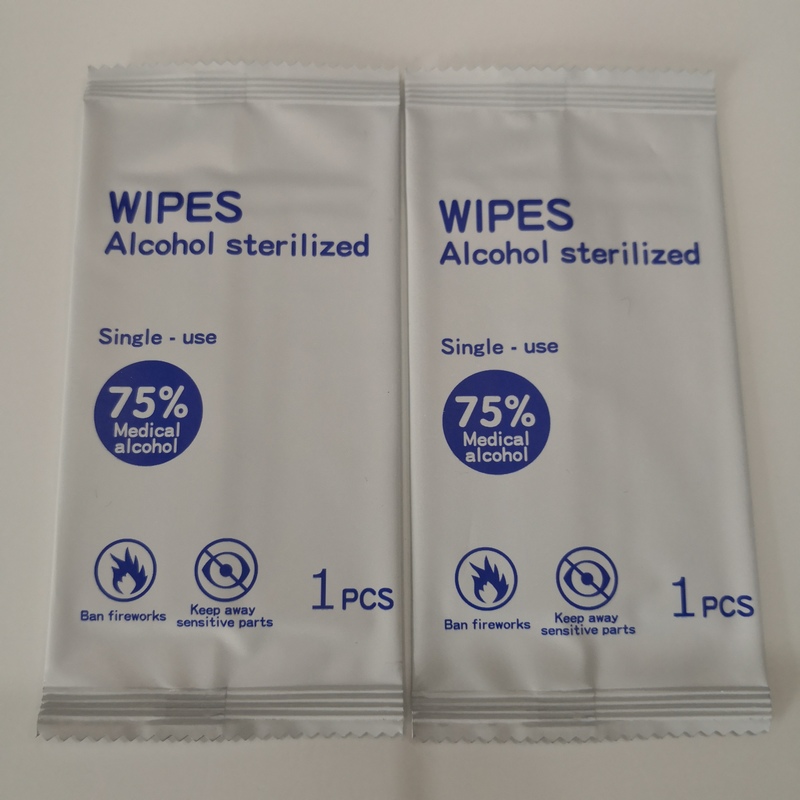 WIPES
Alcohol sterilized
Single - use
75%
Medical
alcohol
Ban fireworks
Keep away
sensitive parts
1 PCS
WIPES
Alcohol sterilized
Single - use
75%
Medical
alcohol
Ban fireworks
Keep away
sensitive parts
1 PCS